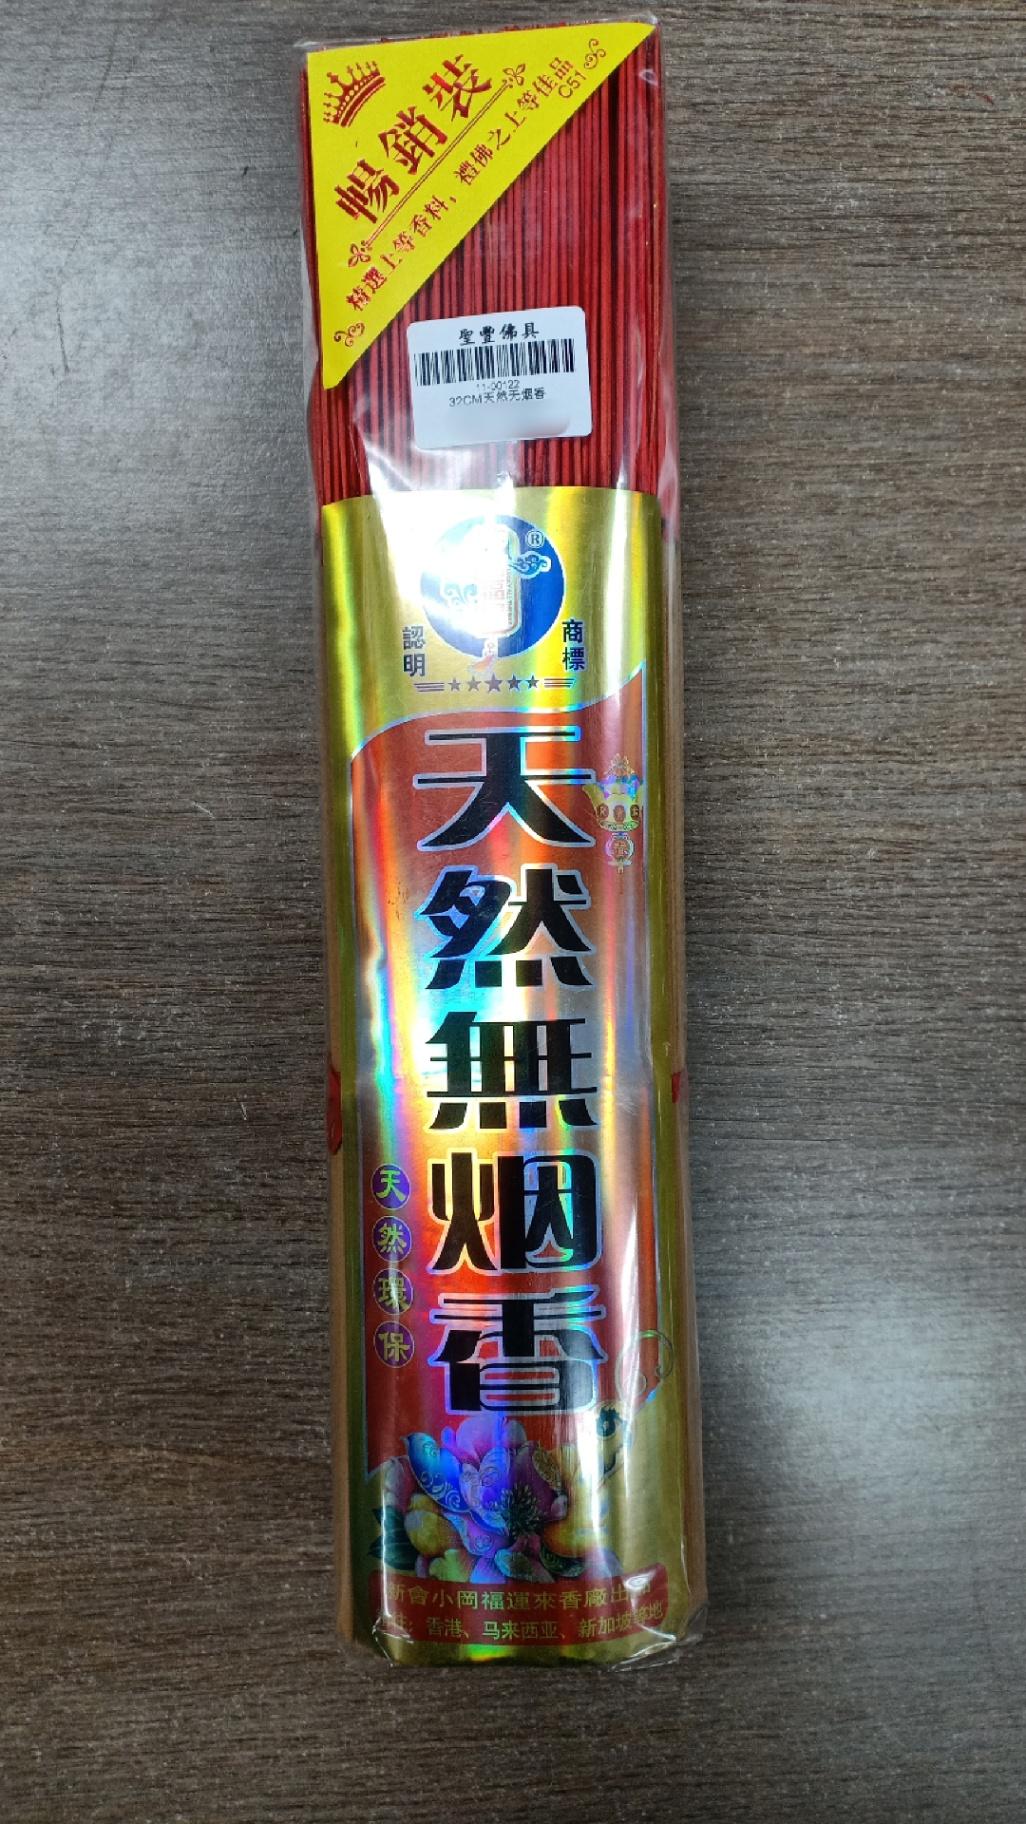 暢銷裝
精選上等香料，禮佛之上等佳品
C51
聖豐佛具
11-00122
32CM天然无烟香
®
認明
商標
天然無烟香
天然環保
新會小岡福運來香廠出
香港、马来西亚、新加坡等地